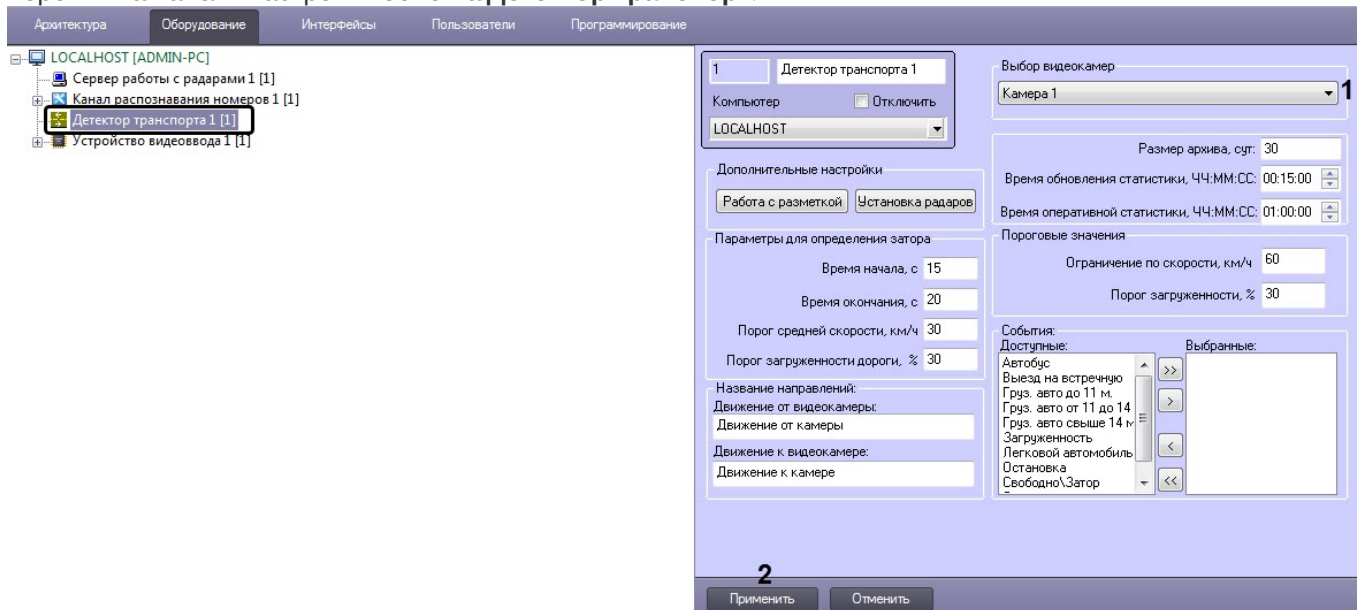 Архитектура Оборудование Интерфейсы Пользователи Программирование
LOCALHOST [ADMIN-PC]
Сервер работы с радарами 1 [1]
Канал распознавания номеров 1 [1]
Детектор транспорта 1 [1]
Устройство видеоввода 1 [1]
1 Детектор транспорта 1
Компьютер Отключить
LOCALHOST
Дополнительные настройки
Работа с разметкой Установка радаров
Параметры для определения затора
Время начала, с 15
Время окончания, с 20
Порог средней скорости, км/ч 30
Порог загруженности дороги, % 30
Название направлений:
Движение от видеокамеры:
Движение от камеры
Движение к видеокамере:
Движение к камере
Выбор видеокамер
Камера 1 1
Размер архива, сут: 30
Время обновления статистики, ЧЧ:ММ:СС: 00:15:00
Время оперативной статистики, ЧЧ:ММ:СС: 01:00:00
Пороговые значения
Ограничение по скорости, км/ч 60
Порог загруженности, % 30
События:
Доступные: Выбранные:
Автобус
Выезд на встречную
Груз. авто до 11 м.
Груз. авто от 11 до 14
Груз. авто свыше 14 м
Загруженность
Легковой автомобиль
Остановка
Свободно\Затор
>>
>
<
<<
2
Применить Отменить